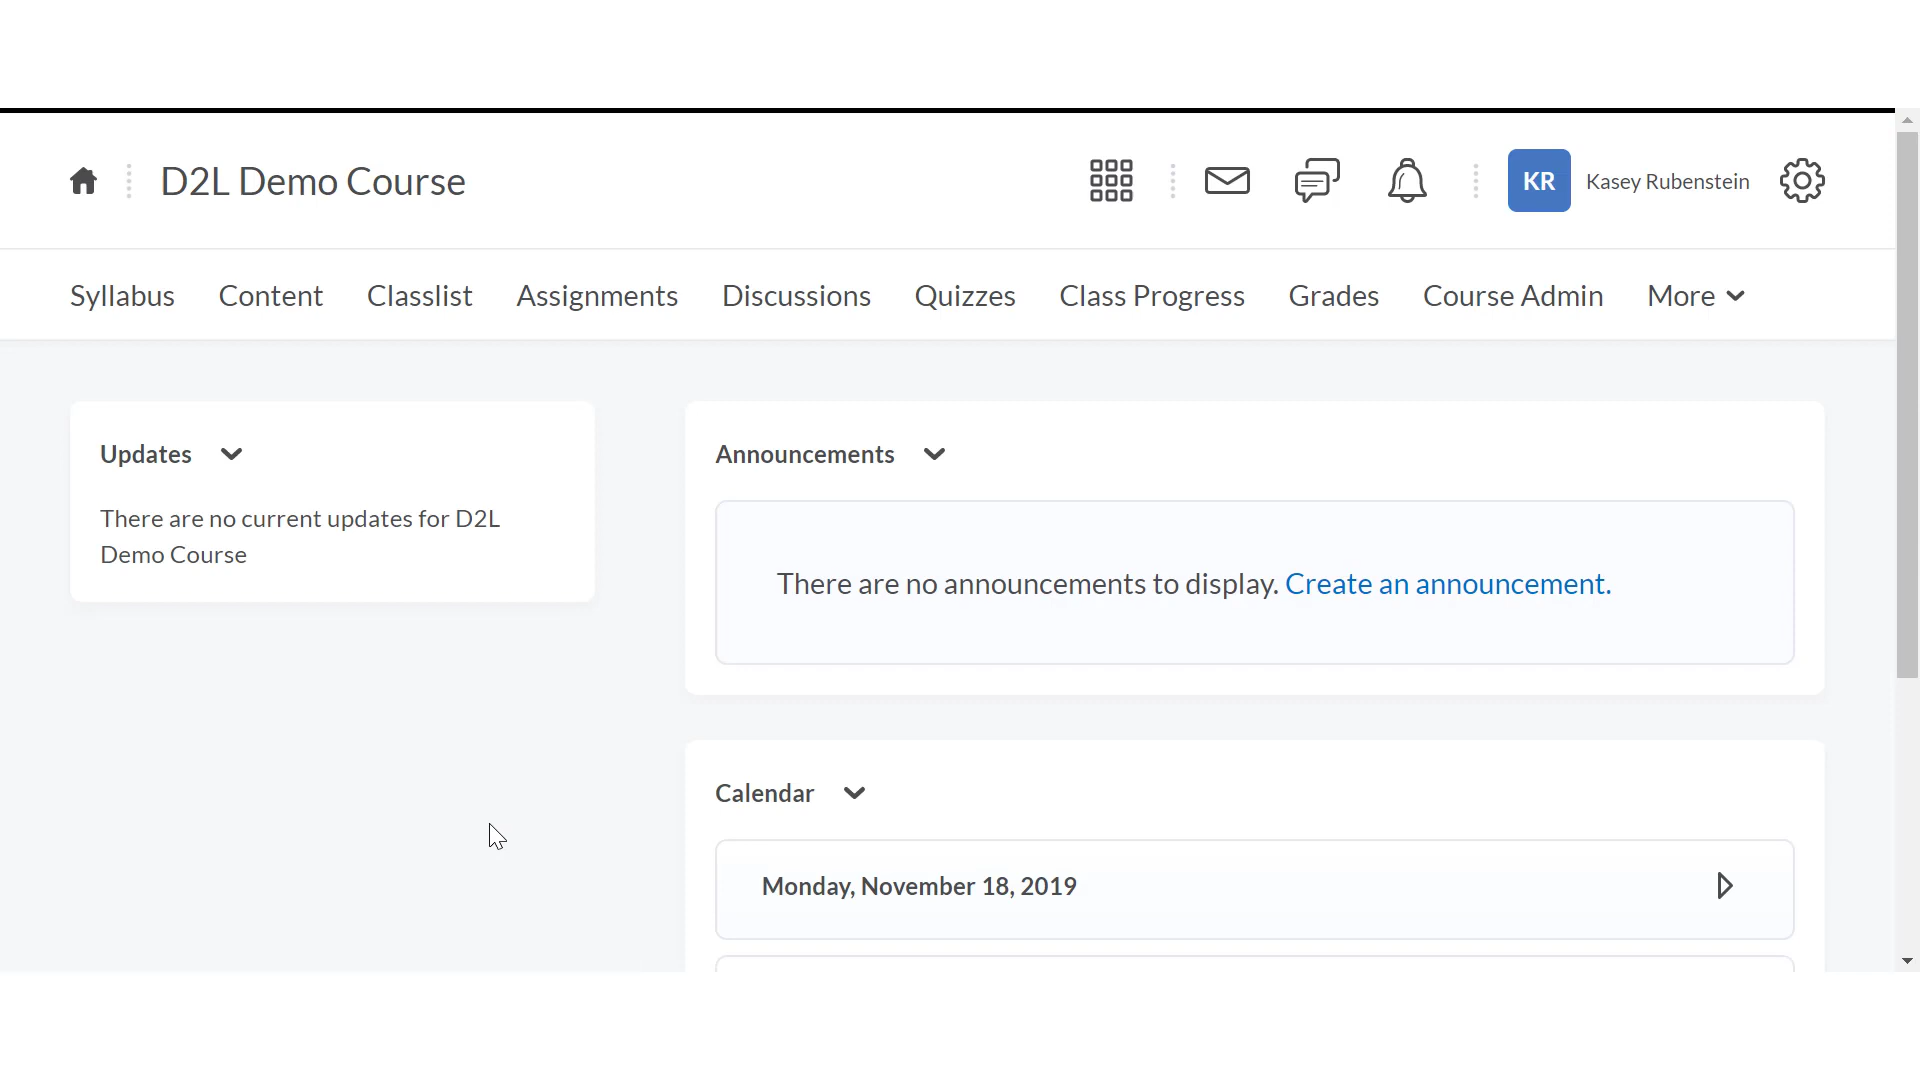 D2L Demo Course
KR Kasey Rubenstein
Syllabus Content Classlist Assignments Discussions Quizzes Class Progress Grades Course Admin More
Updates
There are no current updates for D2L
Demo Course
Announcements
There are no announcements to display. Create an announcement.
Calendar
Monday, November 18, 2019